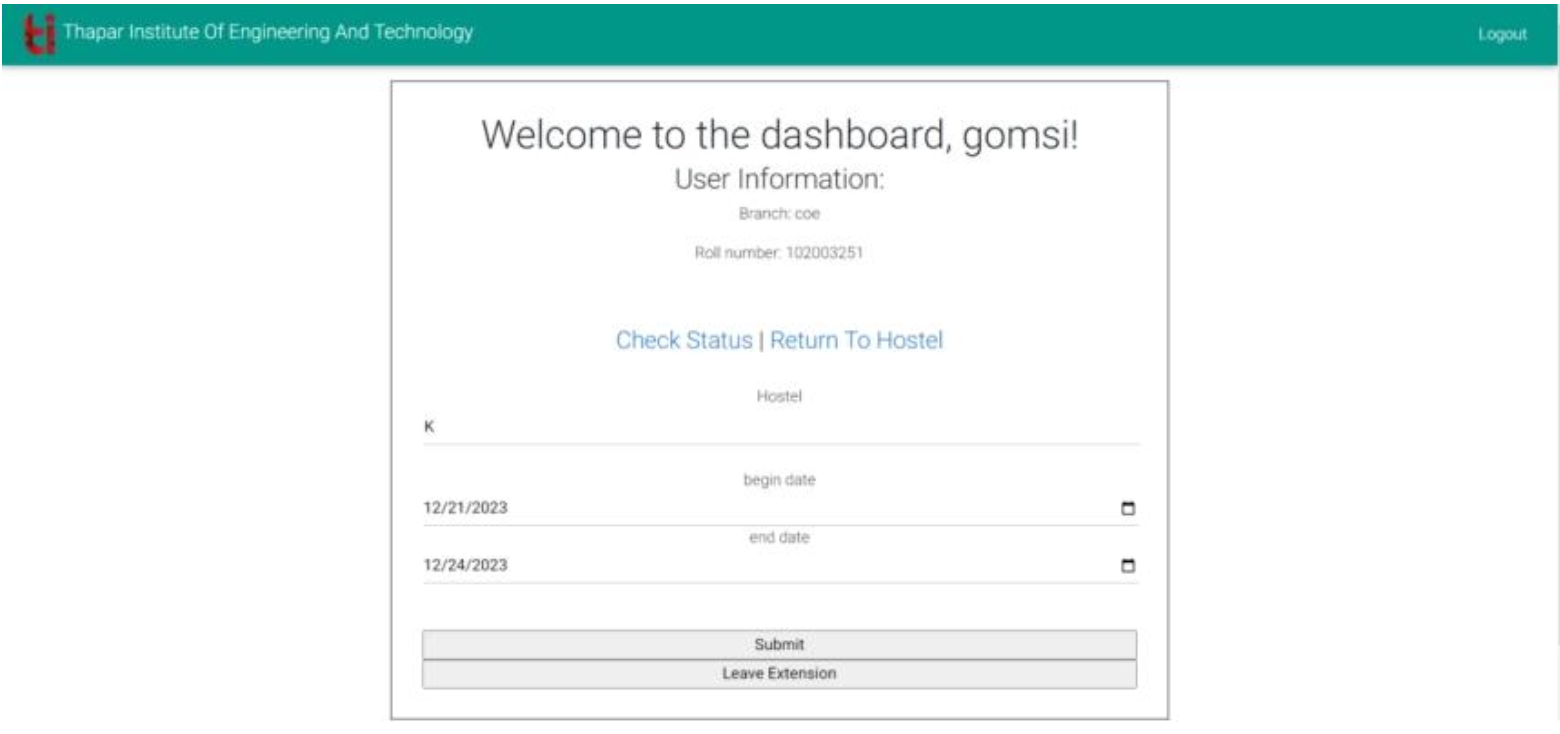 ti Thapar Institute Of Engineering And Technology
Logout
Welcome to the dashboard, gomsi!
User Information:
Branch: coe
Roll number: 102003251
Check Status | Return To Hostel
Hostel
K
begin date
12/21/2023
end date
12/24/2023
Submit
Leave Extension